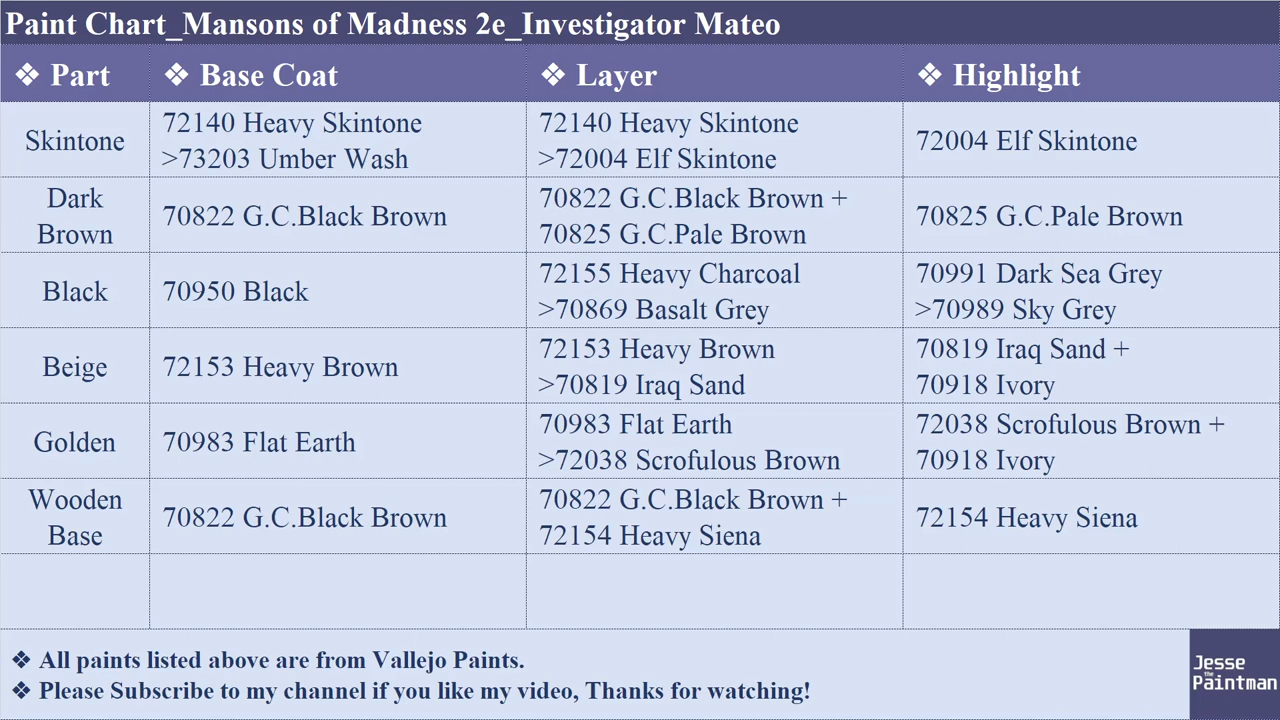 Paint Chart_Mansons of Madness 2e_Investigator Mateo
❖ Part ❖ Base Coat ❖ Layer ❖ Highlight
Skintone
72140 Heavy Skintone
>73203 Umber Wash
72140 Heavy Skintone
>72004 Elf Skintone
72004 Elf Skintone
Dark
Brown
70822 G.C.Black Brown
70822 G.C.Black Brown +
70825 G.C.Pale Brown
70825 G.C.Pale Brown
Black
70950 Black
72155 Heavy Charcoal
>70869 Basalt Grey
70991 Dark Sea Grey
>70989 Sky Grey
Beige
72153 Heavy Brown
72153 Heavy Brown
>70819 Iraq Sand
70819 Iraq Sand +
70918 Ivory
Golden
70983 Flat Earth
70983 Flat Earth
>72038 Scrofulous Brown
72038 Scrofulous Brown +
70918 Ivory
Wooden
Base
70822 G.C.Black Brown
70822 G.C.Black Brown +
72154 Heavy Siena
72154 Heavy Siena
❖ All paints listed above are from Vallejo Paints.
❖ Please Subscribe to my channel if you like my video, Thanks for watching!
Jesse
the
Paintman